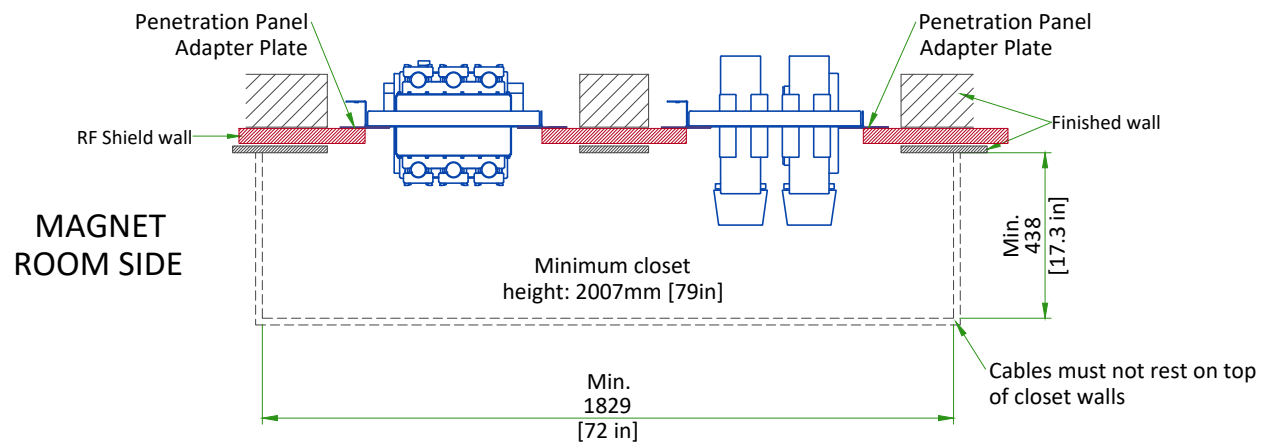 Penetration Panel
Adapter Plate
Penetration Panel
Adapter Plate
RF Shield wall
Finished wall
MAGNET
ROOM SIDE
Minimum closet
height: 2007mm [79in]
Min.
438
[17.3 in]
Cables must not rest on top
of closet walls
Min.
1829
[72 in]